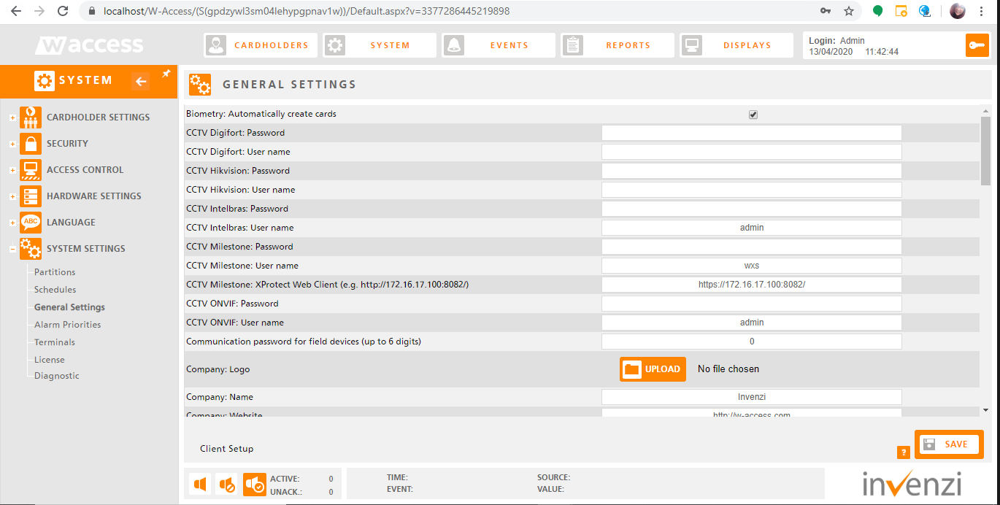 localhost/W-Access/(S(gpdzywl3sm04lehypgpnav1w))/Default.aspx?v=3377286445219898
waccess
CARDHOLDERS
SYSTEM
EVENTS
REPORTS
DISPLAYS
Login: Admin
13/04/2020 11:42:44
SYSTEM
GENERAL SETTINGS
CARDHOLDER SETTINGS
SECURITY
ACCESS CONTROL
HARDWARE SETTINGS
ABC
LANGUAGE
SYSTEM SETTINGS
Partitions
Schedules
General Settings
Alarm Priorities
Terminals
License
Diagnostic
Biometry: Automatically create cards
CCTV Digifort: Password
CCTV Digifort: User name
CCTV Hikvision: Password
CCTV Hikvision: User name
CCTV Intelbras: Password
CCTV Intelbras: User name admin
CCTV Milestone: Password
CCTV Milestone: User name wxs
CCTV Milestone: XProtect Web Client (e.g. http://172.16.17.100:8082/) https://172.16.17.100:8082/
CCTV ONVIF: Password
CCTV ONVIF: User name admin
Communication password for field devices (up to 6 digits) 0
Company: Logo UPLOAD No file chosen
Company: Name Invenzi
Company: Website http://w-access.com
Client Setup
?
SAVE
ACTIVE: 0
UNACK.: 0
TIME: SOURCE:
EVENT: VALUE:
invenzi